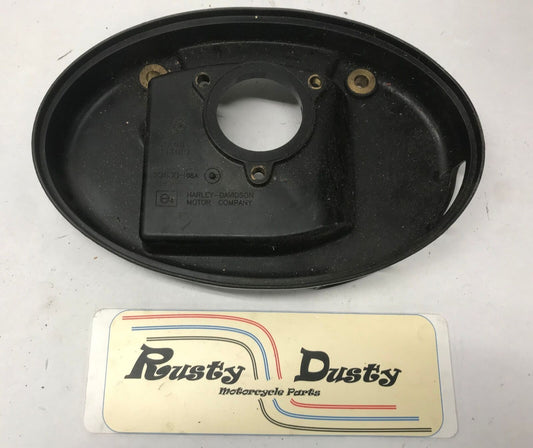 HARLEY-DAVIDSON
MOTOR COMPANY
Rusty Dusty
Motorcycle Parts